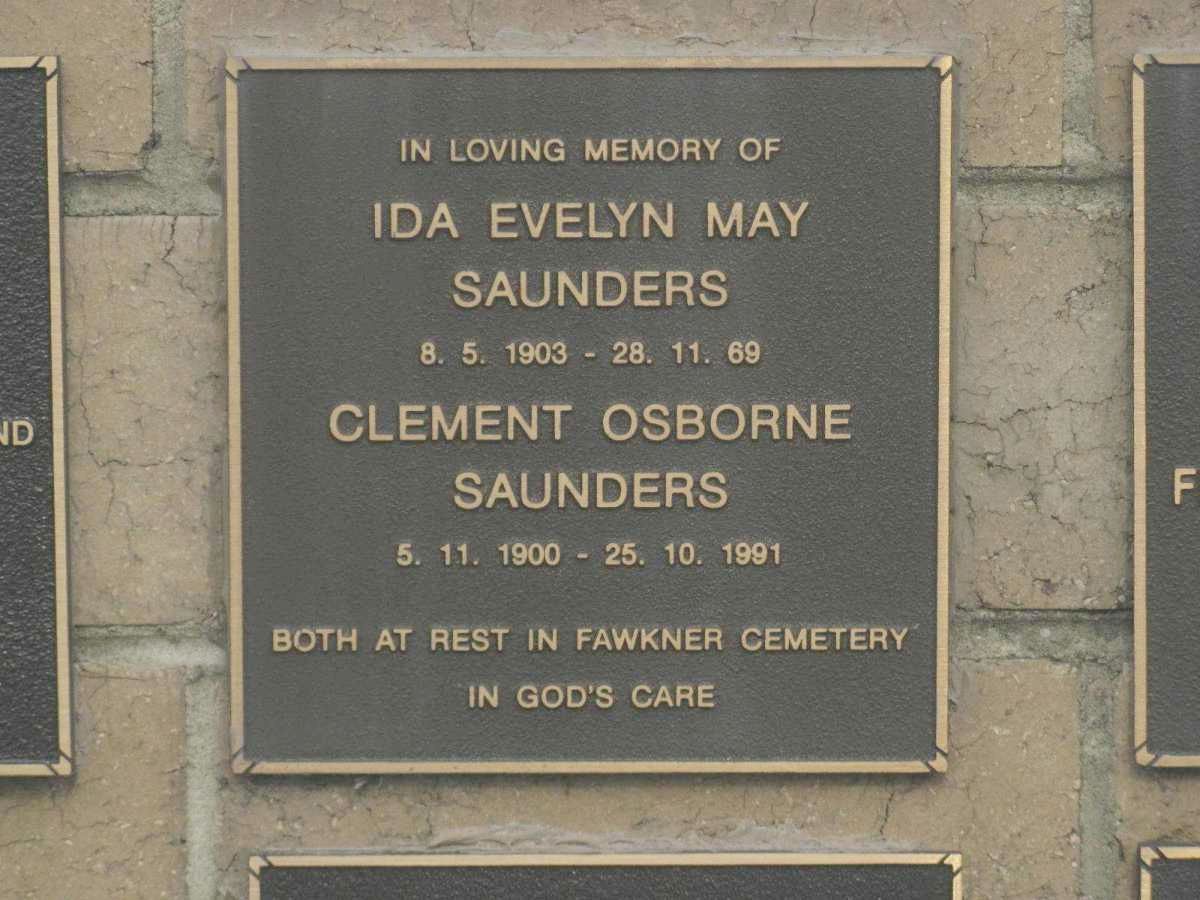 IN LOVING MEMORY OF
IDA EVELYN MAY
SAUNDERS
8. 5. 1903 - 28. 11. 69
CLEMENT OSBORNE
SAUNDERS
5. 11. 1900 - 25. 10. 1991
BOTH AT REST IN FAWKNER CEMETERY
IN GOD'S CARE
ND
F